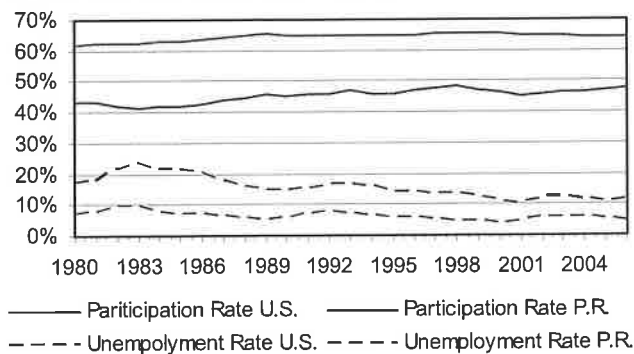 70%
60%
50%
40%
30%
20%
10%
0%
1980 1983 1986 1989 1992 1995 1998 2001 2004
Pariticipation Rate U.S. Participation Rate P.R.
Unempolyment Rate U.S. Unemployment Rate P.R.